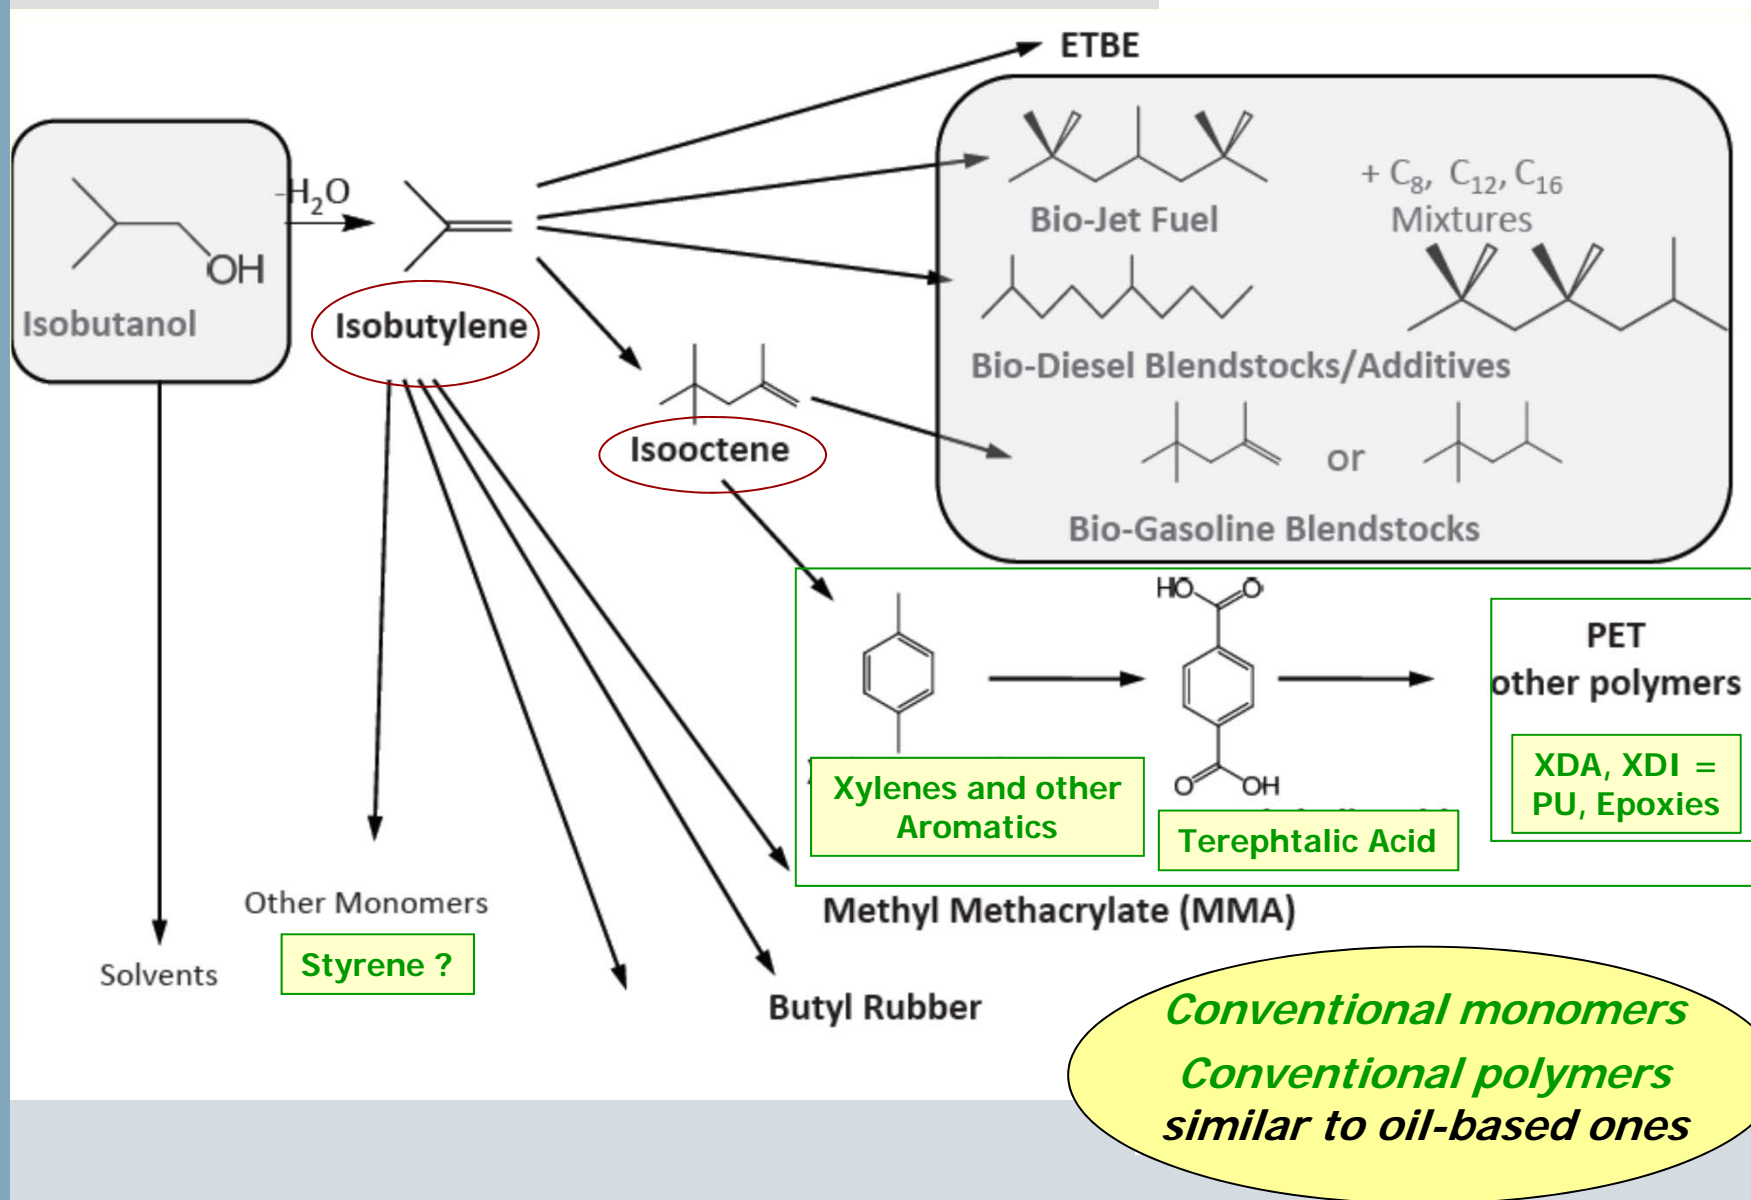 ETBE
-H₂O
OH
Isobutanol
Isobutylene
Bio-Jet Fuel
+ C₈, C₁₂, C₁₆
Mixtures
Bio-Diesel Blendstocks/Additives
Isooctene
or
Bio-Gasoline Blendstocks
HO
O
O
OH
PET
other polymers
XDA, XDI =
PU, Epoxies
Xylenes and other
Aromatics
Terephtalic Acid
Methyl Methacrylate (MMA)
Other Monomers
Styrene ?
Solvents
Butyl Rubber
Conventional monomers
Conventional polymers
similar to oil-based ones